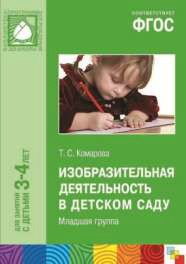 СООТВЕТСТВУЕТ
ФГОС
Т. С. Комарова
ИЗОБРАЗИТЕЛЬНАЯ
ДЕЯТЕЛЬНОСТЬ
В ДЕТСКОМ САДУ
Младшая группа
ДЛЯ ЗАНЯТИЙ
С ДЕТЬМИ 3-4 ЛЕТ